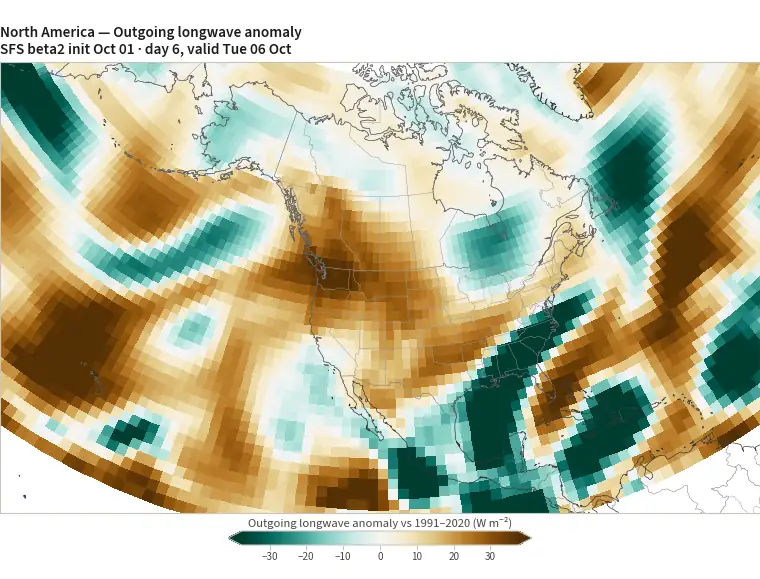 North America — Outgoing longwave anomaly
SFS beta2 init Oct 01 · day 6, valid Tue 06 Oct
Outgoing longwave anomaly vs 1991–2020 (W m⁻²)
−30 −20 −10 0 10 20 30